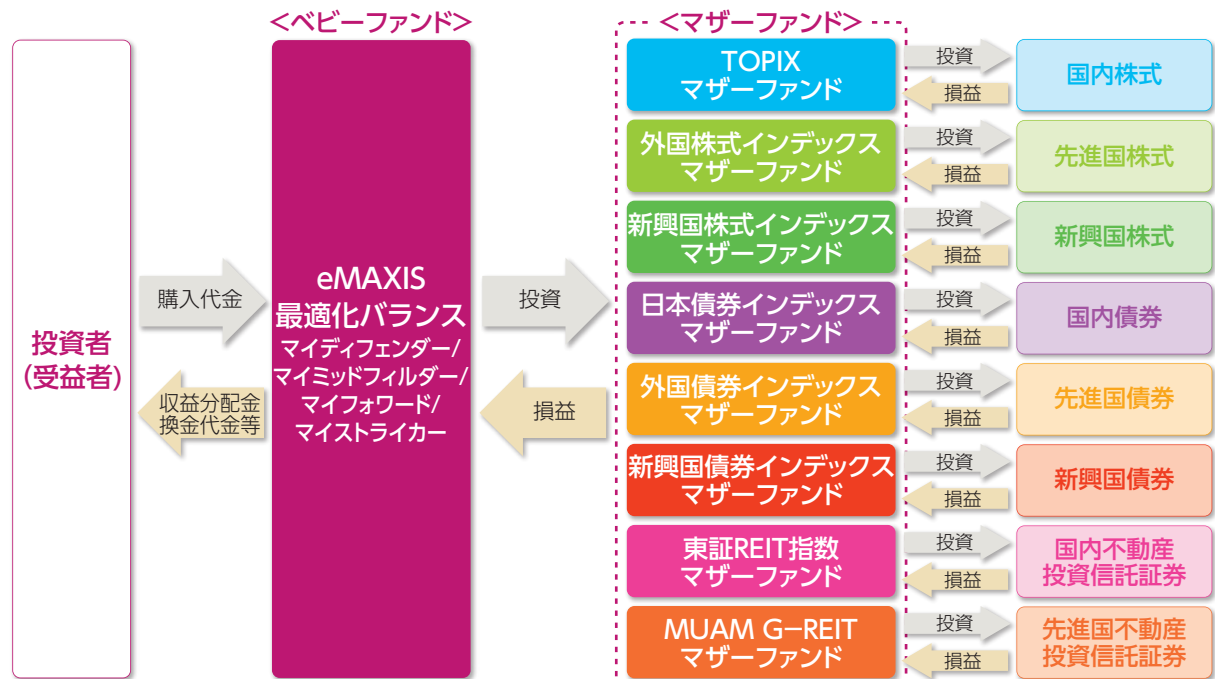 <ベビーファンド>
<マザーファンド>
投資者
(受益者)
購入代金
収益分配金
換金代金等
eMAXIS
最適化バランス
マイディフェンダー/
マイミッドフィルダー/
マイフォワード/
マイストライカー
投資
損益
TOPIX
マザーファンド
投資
損益
国内株式
外国株式インデックス
マザーファンド
投資
損益
先進国株式
新興国株式インデックス
マザーファンド
投資
損益
新興国株式
日本債券インデックス
マザーファンド
投資
損益
国内債券
外国債券インデックス
マザーファンド
投資
損益
先進国債券
新興国債券インデックス
マザーファンド
投資
損益
新興国債券
東証REIT指数
マザーファンド
投資
損益
国内不動産
投資信託証券
MUAM G−REIT
マザーファンド
投資
損益
先進国不動産
投資信託証券